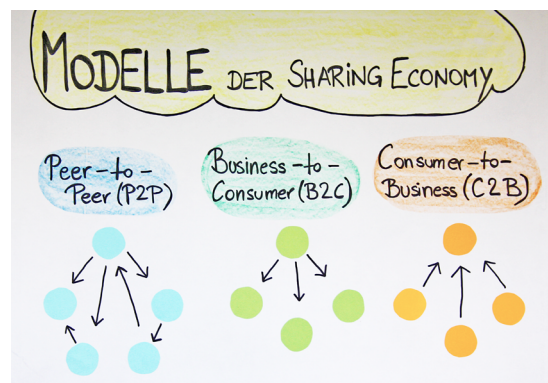 MODELLE DER SHARING ECONOMY
Peer-to-
Peer (P2P)
Business-to-
Consumer (B2C)
Consumer-to-
Business (C2B)